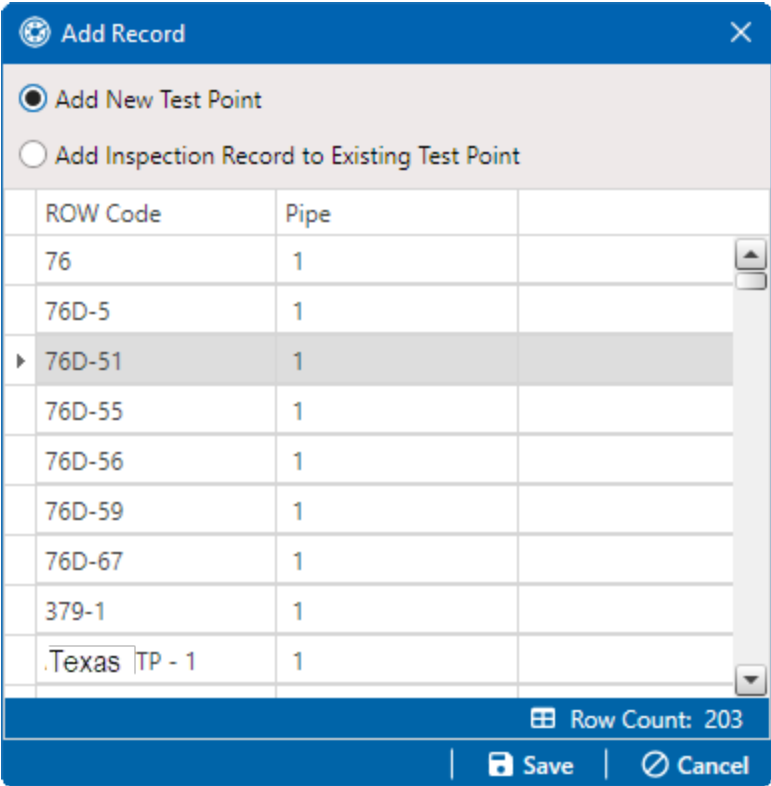 Add Record
Add New Test Point
Add Inspection Record to Existing Test Point
ROW Code Pipe
76 1
76D-5 1
76D-51 1
76D-55 1
76D-56 1
76D-59 1
76D-67 1
379-1 1
Texas TP - 1 1
Row Count: 203
Save Cancel